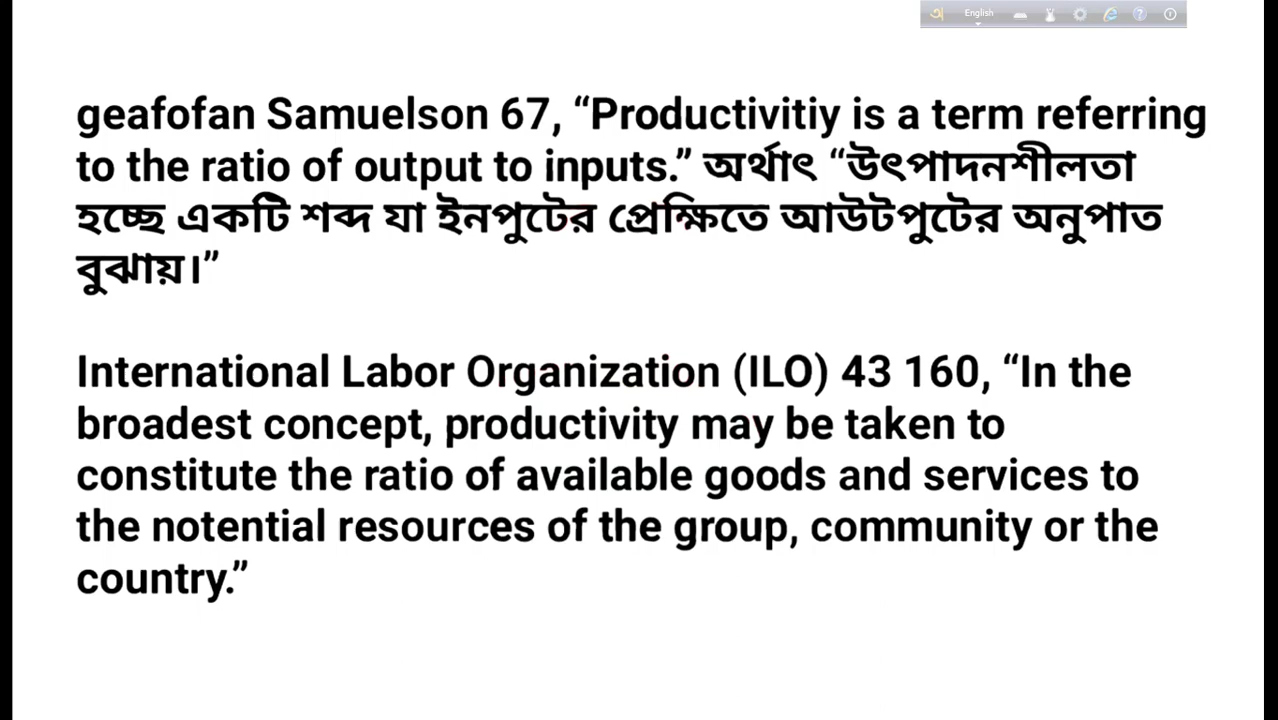 অ English
geafofan Samuelson 67, “Productivitiy is a term referring
to the ratio of output to inputs.” অর্থাৎ “উৎপাদনশীলতা
হচ্ছে একটি শব্দ যা ইনপুটের প্রেক্ষিতে আউটপুটের অনুপাত
বুঝায়।”
International Labor Organization (ILO) 43 160, “In the
broadest concept, productivity may be taken to
constitute the ratio of available goods and services to
the notential resources of the group, community or the
country.”